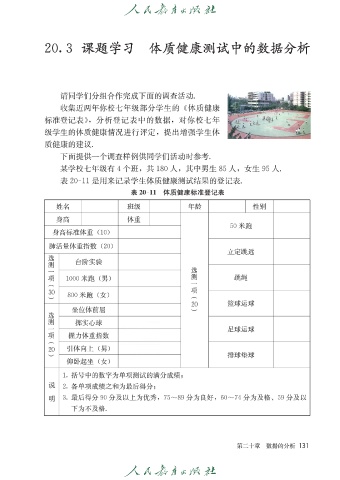 人民教育出版社
20.3 课题学习 体质健康测试中的数据分析
请同学们分组合作完成下面的调查活动.
收集近两年你校七年级部分学生的《体质健康
标准登记表》，分析登记表中的数据，对你校七年
级学生的体质健康情况进行评定，提出增强学生体
质健康的建议.
下面提供一个调查样例供同学们活动时参考.
某学校七年级有4个班，共180人，其中男生85人，女生95人.
表20-11是用来记录学生体质健康测试结果的登记表.
表 20-11 体质健康标准登记表
姓名 班级 年龄 性别
身高 体重
身高标准体重（10）
肺活量体重指数（20）
选测一项（30）
台阶实验
1000米跑（男）
800米跑（女）
选测一项（20）
坐位体前屈
掷实心球
握力体重指数
引体向上（男）
仰卧起坐（女）
选测一项（20）
50米跑
立定跳远
跳绳
篮球运球
足球运球
排球垫球
说明
1. 括号中的数字为单项测试的满分成绩；
2. 各单项成绩之和为最后得分；
3. 最后得分90分及以上为优秀，75～89分为良好，60～74分为及格，59分及以
下为不及格.
第二十章 数据的分析 131
人民教育出版社